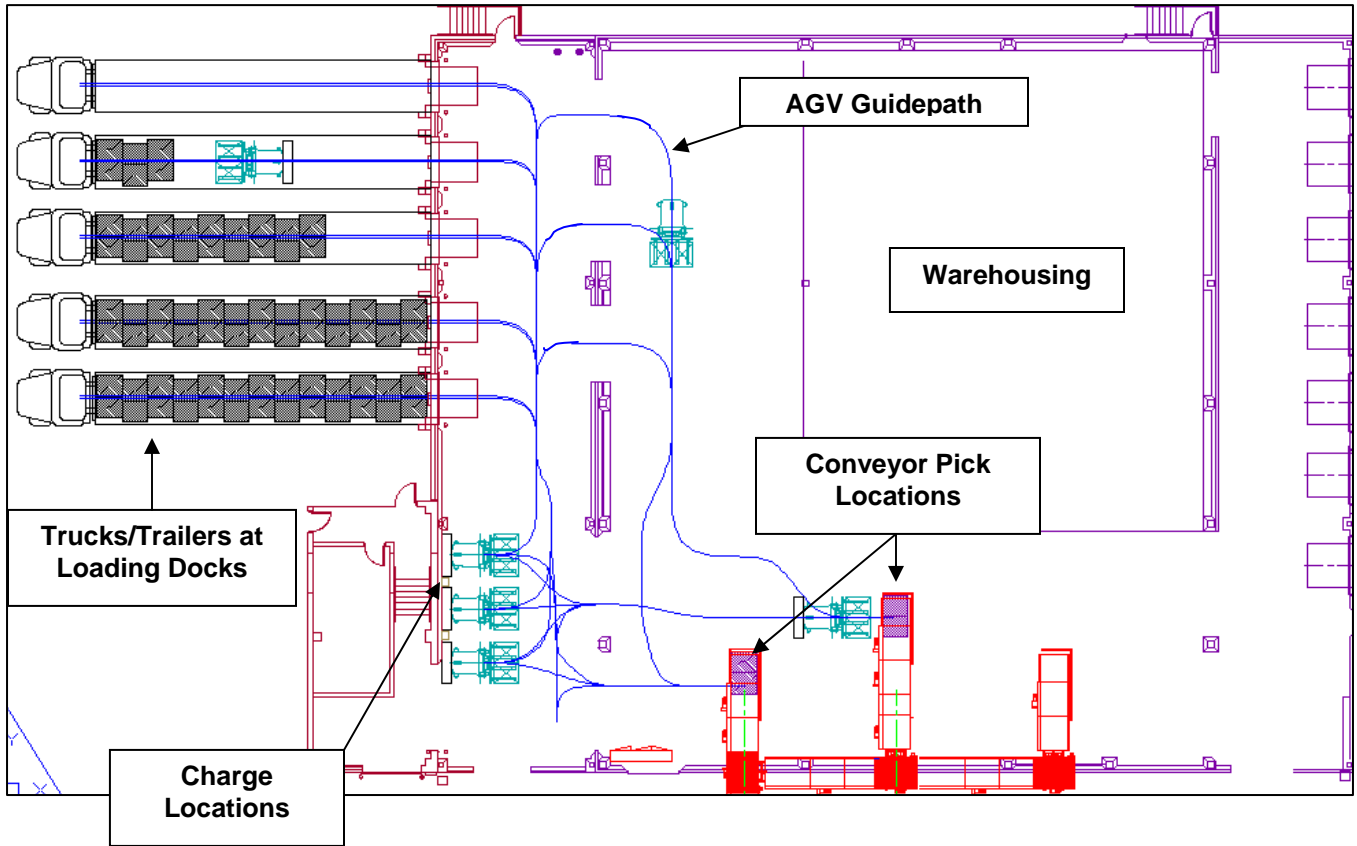 AGV Guidepath
Warehousing
Conveyor Pick
Locations
Trucks/Trailers at
Loading Docks
Charge
Locations